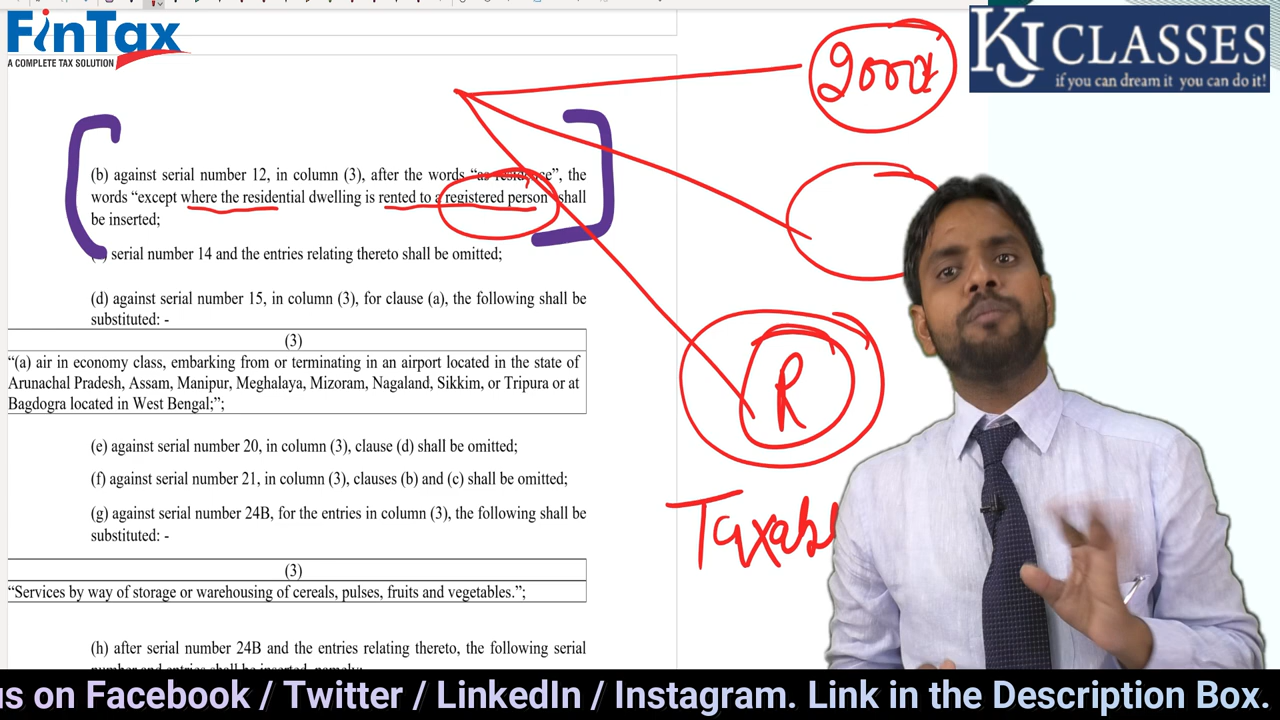 FinTax
A COMPLETE TAX SOLUTION
KJ CLASSES
if you can dream it you can do it!
(b) against serial number 12, in column (3), after the words “as residence”, the
words “except where the residential dwelling is rented to a registered person” shall
be inserted;
serial number 14 and the entries relating thereto shall be omitted;
(d) against serial number 15, in column (3), for clause (a), the following shall be
substituted: -
(3)
“(a) air in economy class, embarking from or terminating in an airport located in the state of
Arunachal Pradesh, Assam, Manipur, Meghalaya, Mizoram, Nagaland, Sikkim, or Tripura or at
Bagdogra located in West Bengal;”;
(e) against serial number 20, in column (3), clause (d) shall be omitted;
(f) against serial number 21, in column (3), clauses (b) and (c) shall be omitted;
(g) against serial number 24B, for the entries in column (3), the following shall be
substituted: -
(3)
“Services by way of storage or warehousing of cereals, pulses, fruits and vegetables.”;
(h) after serial number 24B and the entries relating thereto, the following serial
R
Taxabl
us on Facebook / Twitter / LinkedIn / Instagram. Link in the Description Box.